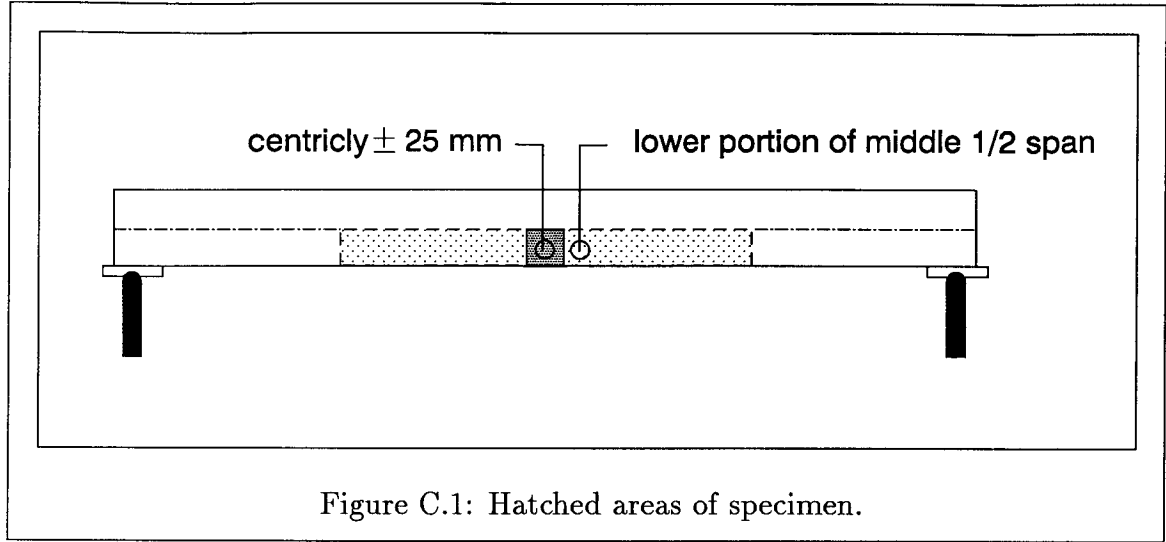 centricly ± 25 mm
lower portion of middle 1/2 span
Figure C.1: Hatched areas of specimen.